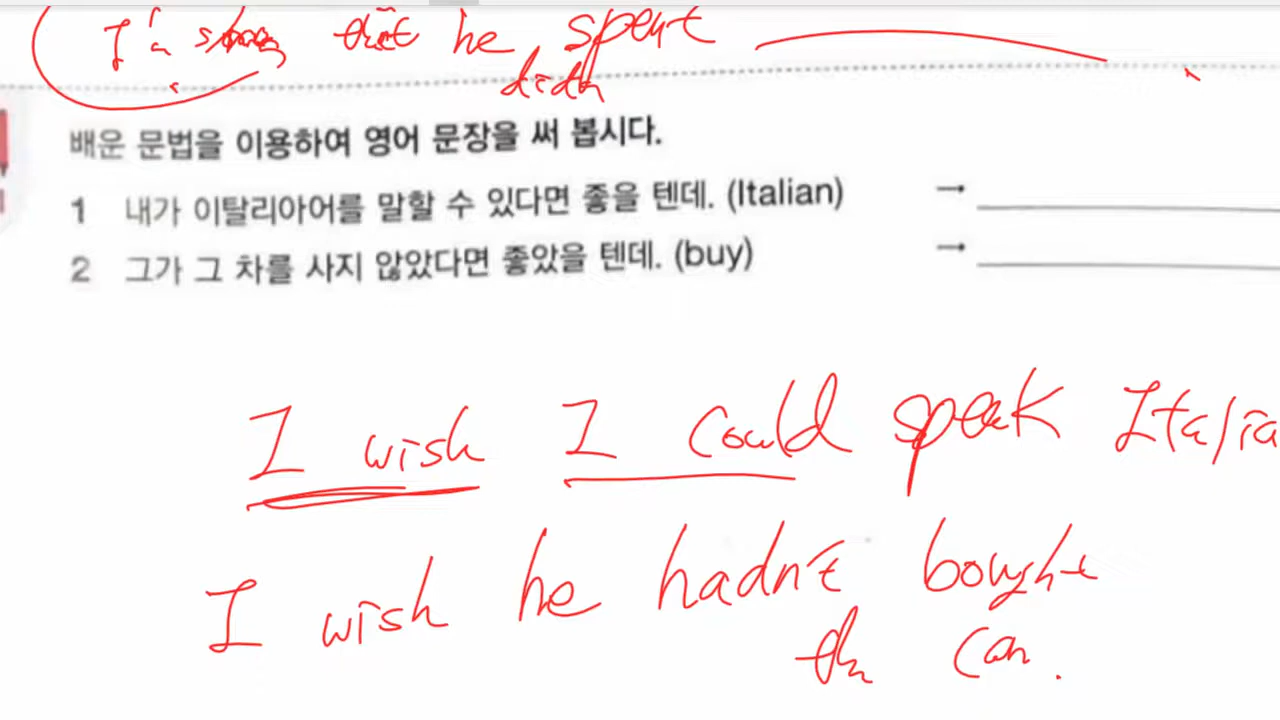 I'm sorry that he spent
didn
배운 문법을 이용하여 영어 문장을 써 봅시다.
1 내가 이탈리아어를 말할 수 있다면 좋을 텐데. (Italian) →
2 그가 그 차를 사지 않았다면 좋았을 텐데. (buy) →
I wish I could speak Italia
I wish he hadn't bought
the car.